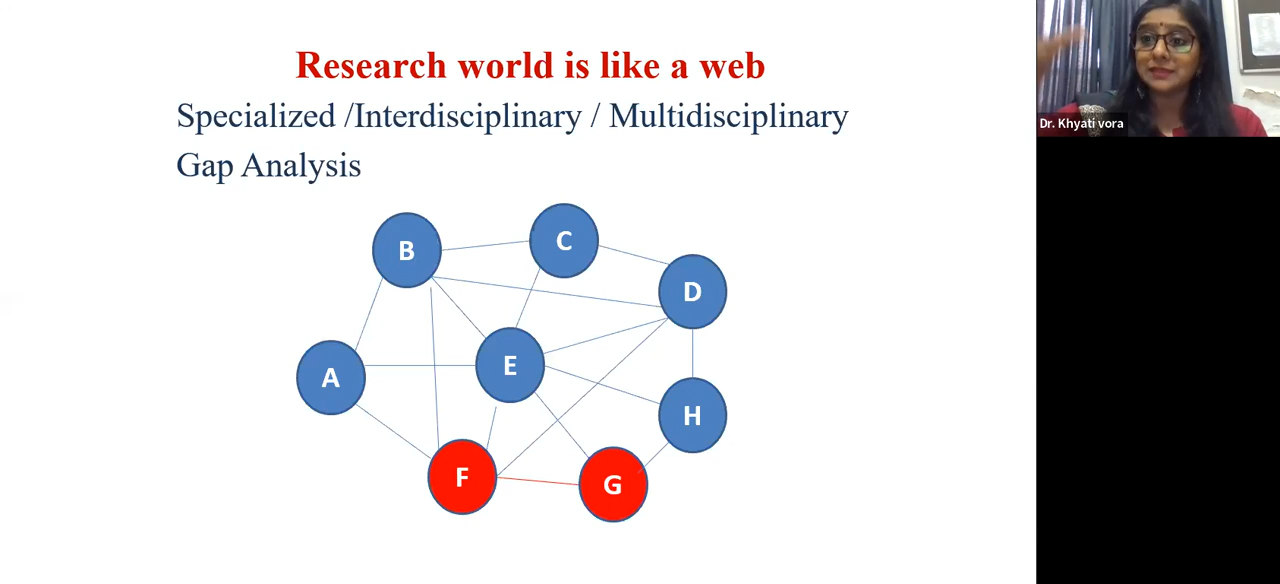 Research world is like a web
Specialized /Interdisciplinary / Multidisciplinary
Gap Analysis
B
C
D
E
A
H
F
G
Dr. Khyati vora